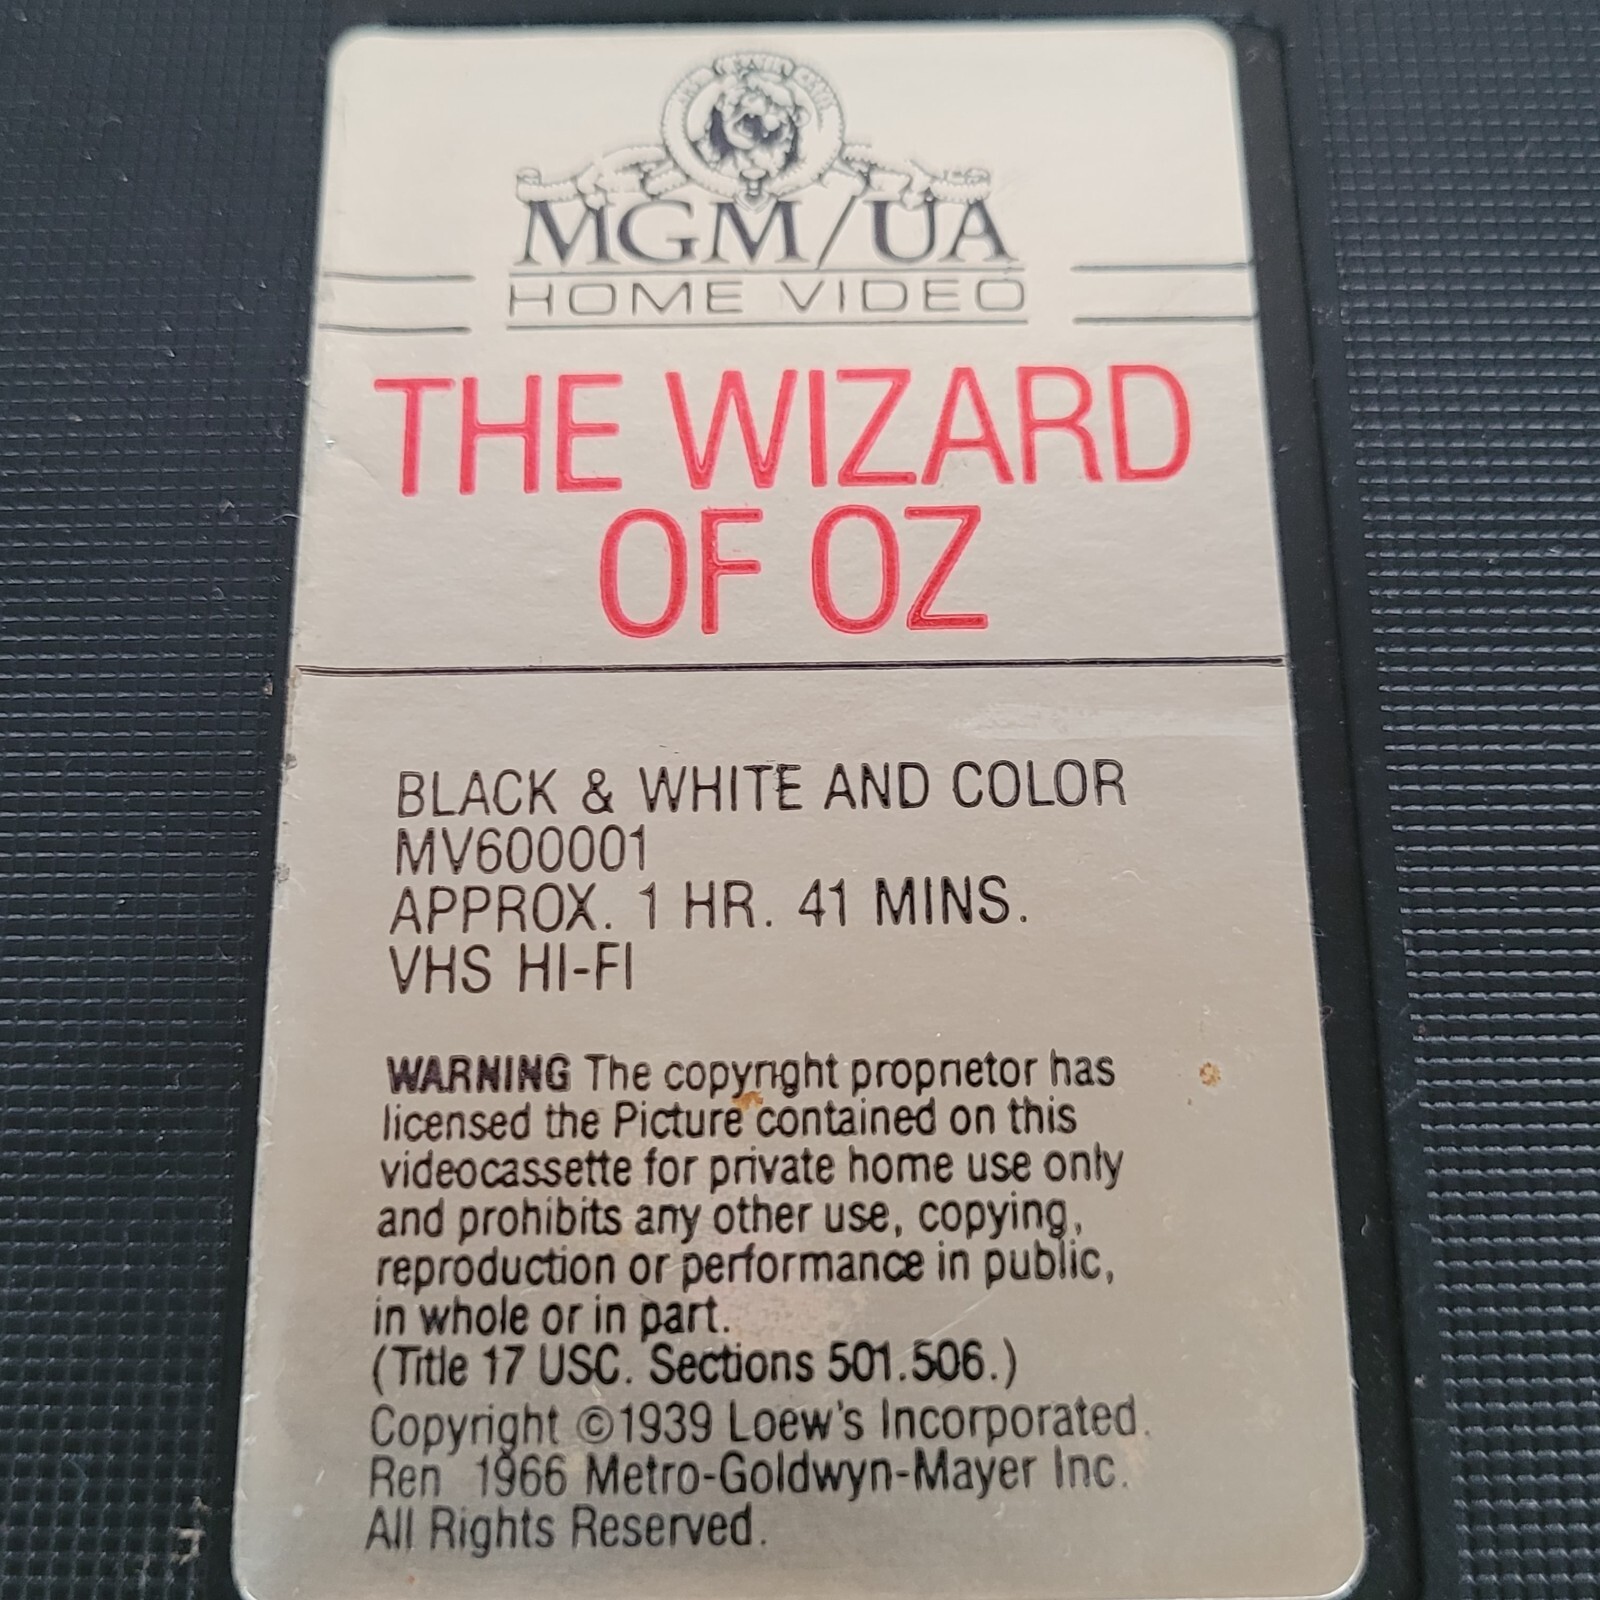 MGM/UA
HOME VIDEO
THE WIZARD
OF OZ
BLACK & WHITE AND COLOR
MV600001
APPROX. 1 HR. 41 MINS.
VHS HI-FI
WARNING The copyright proprietor has
licensed the Picture contained on this
videocassette for private home use only
and prohibits any other use, copying,
reproduction or performance in public,
in whole or in part.
(Title 17 USC. Sections 501.506.)
Copyright ©1939 Loew's Incorporated.
Ren 1966 Metro-Goldwyn-Mayer Inc.
All Rights Reserved.